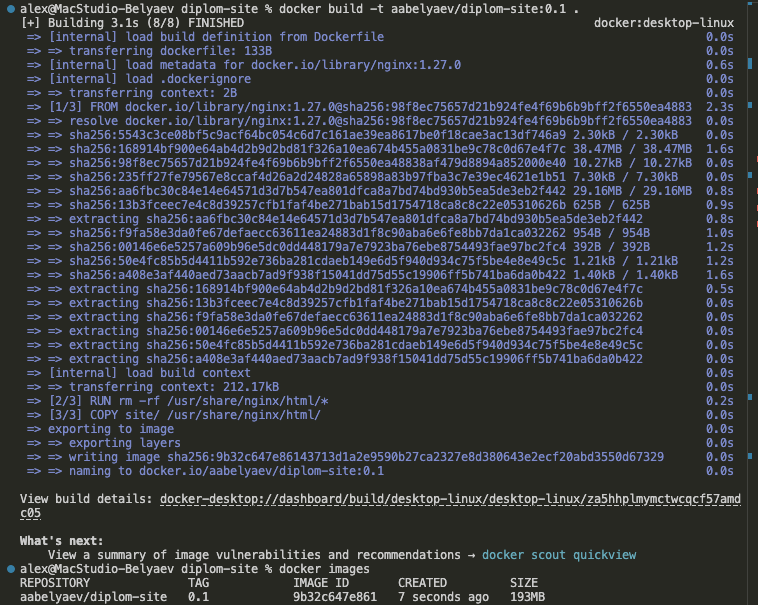 alex@MacStudio-Belyaev diplom-site % docker build -t aabelyaev/diplom-site:0.1 .
[+] Building 3.1s (8/8) FINISHED docker:desktop-linux
=> [internal] load build definition from Dockerfile 0.0s
=> => transferring dockerfile: 133B 0.0s
=> [internal] load metadata for docker.io/library/nginx:1.27.0 0.6s
=> [internal] load .dockerignore 0.0s
=> => transferring context: 2B 0.0s
=> [1/3] FROM docker.io/library/nginx:1.27.0@sha256:98f8ec75657d21b924fe4f69b6b9bff2f6550ea4883 2.3s
=> => resolve docker.io/library/nginx:1.27.0@sha256:98f8ec75657d21b924fe4f69b6b9bff2f6550ea4883 0.0s
=> => sha256:5543c3ce08bf5c9acf64bc054c6d7c161ae39ea8617be0f18cae3ac13df746a9 2.30kB / 2.30kB 0.0s
=> => sha256:168914bf900e64ab4d2b9d2bd81f326a10ea674b455a0831be9c78c0d67e4f7c 38.47MB / 38.47MB 1.6s
=> => sha256:98f8ec75657d21b924fe4f69b6b9bff2f6550ea48838af479d8894a852000e40 10.27kB / 10.27kB 0.0s
=> => sha256:235ff27fe79567e8ccaf4d26a2d24828a65898a83b97fba3c7e39ec4621e1b51 7.30kB / 7.30kB 0.0s
=> => sha256:aa6fbc30c84e14e64571d3d7b547ea801dfca8a7bd74bd930b5ea5de3eb2f442 29.16MB / 29.16MB 0.8s
=> => sha256:13b3fceec7e4c8d39257cfb1faf4be271bab15d1754718ca8c8c22e05310626b 625B / 625B 0.9s
=> => extracting sha256:aa6fbc30c84e14e64571d3d7b547ea801dfca8a7bd74bd930b5ea5de3eb2f442 0.8s
=> => sha256:f9fa58e3da0fe67defaecc63611ea24883d1f8c90aba6e6fe8bb7da1ca032262 954B / 954B 1.0s
=> => sha256:00146e6e5257a609b96e5dc0dd448179a7e7923ba76ebe8754493fae97bc2fc4 392B / 392B 1.2s
=> => sha256:50e4fc85b5d4411b592e736ba281cdaeb149e6d5f940d934c75f5be4e8e49c5c 1.21kB / 1.21kB 1.2s
=> => sha256:a408e3af440aed73aacb7ad9f938f15041dd75d55c19906ff5b741ba6da0b422 1.40kB / 1.40kB 1.6s
=> => extracting sha256:168914bf900e64ab4d2b9d2bd81f326a10ea674b455a0831be9c78c0d67e4f7c 0.5s
=> => extracting sha256:13b3fceec7e4c8d39257cfb1faf4be271bab15d1754718ca8c8c22e05310626b 0.0s
=> => extracting sha256:f9fa58e3da0fe67defaecc63611ea24883d1f8c90aba6e6fe8bb7da1ca032262 0.0s
=> => extracting sha256:00146e6e5257a609b96e5dc0dd448179a7e7923ba76ebe8754493fae97bc2fc4 0.0s
=> => extracting sha256:50e4fc85b5d4411b592e736ba281cdaeb149e6d5f940d934c75f5be4e8e49c5c 0.0s
=> => extracting sha256:a408e3af440aed73aacb7ad9f938f15041dd75d55c19906ff5b741ba6da0b422 0.0s
=> [internal] load build context 0.0s
=> => transferring context: 212.17kB 0.0s
=> [2/3] RUN rm -rf /usr/share/nginx/html/* 0.2s
=> [3/3] COPY site/ /usr/share/nginx/html/ 0.0s
=> exporting to image 0.0s
=> => exporting layers 0.0s
=> => writing image sha256:9b32c647e86143713d1a2e9590b27ca2327e8d380643e2ecf20abd3550d67329 0.0s
=> => naming to docker.io/aabelyaev/diplom-site:0.1 0.0s
View build details: docker-desktop://dashboard/build/desktop-linux/desktop-linux/za5hhplmymctwcqcf57amd
c05
What's next:
View a summary of image vulnerabilities and recommendations → docker scout quickview
alex@MacStudio-Belyaev diplom-site % docker images
REPOSITORY TAG IMAGE ID CREATED SIZE
aabelyaev/diplom-site 0.1 9b32c647e861 7 seconds ago 193MB